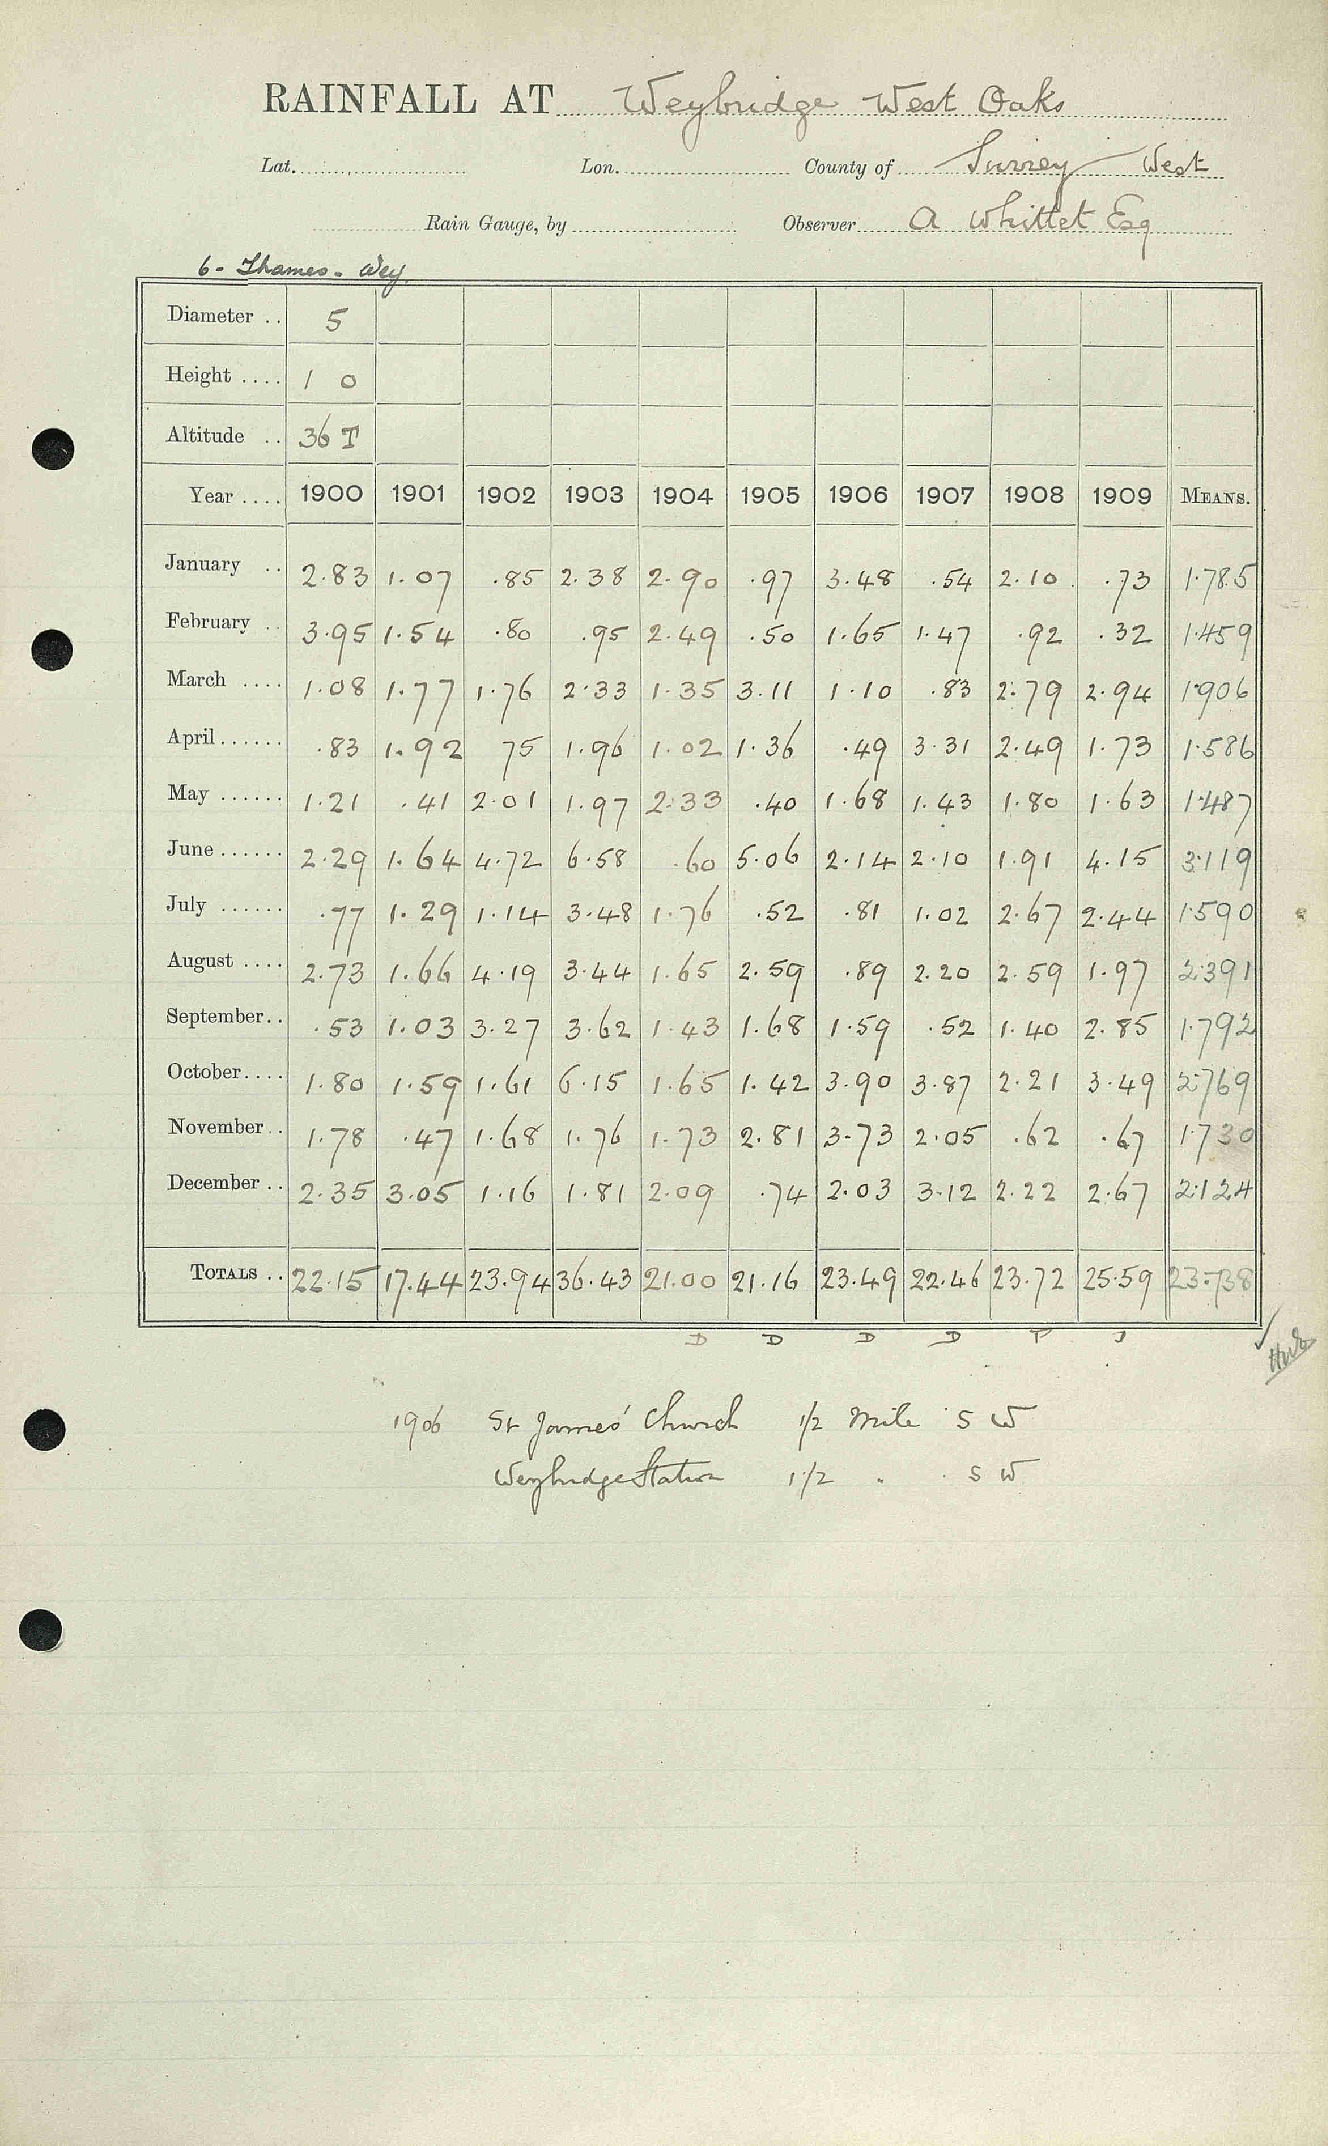 RAINFALL AT Weybridge West Oaks
Lat. Lon. County of Surrey West
Rain Gauge, by Observer A Whittet Esq
6 - Thames - Wey
Diameter .. 5
Height .... 1 0
Altitude .. 36 T
Year .... 1900 1901 1902 1903 1904 1905 1906 1907 1908 1909 MEANS.
January .. 2.83 1.07 .85 2.38 2.90 .97 3.48 .54 2.10 .73 1.785
February .. 3.95 1.54 .80 .95 2.49 .50 1.65 1.47 .92 .32 1.459
March .... 1.08 1.77 1.76 2.33 1.35 3.11 1.10 .83 2.79 2.94 1.906
April ...... .83 1.92 75 1.96 1.02 1.36 .49 3.31 2.49 1.73 1.586
May ...... 1.21 .41 2.01 1.97 2.33 .40 1.68 1.43 1.80 1.63 1.487
June ...... 2.29 1.64 4.72 6.58 .60 5.06 2.14 2.10 1.91 4.15 3.119
July ...... .77 1.29 1.14 3.48 1.76 .52 .81 1.02 2.67 2.44 1.590
August .... 2.73 1.66 4.19 3.44 1.65 2.59 .89 2.20 2.59 1.97 2.391
September .. .53 1.03 3.27 3.62 1.43 1.68 1.59 .52 1.40 2.85 1.792
October .... 1.80 1.59 1.61 6.15 1.65 1.42 3.90 3.87 2.21 3.49 2.769
November .. 1.78 .47 1.68 1.76 1.73 2.81 3.73 2.05 .62 .67 1.730
December .. 2.35 3.05 1.16 1.81 2.09 .74 2.03 3.12 2.22 2.67 2.124
TOTALS .. 22.15 17.44 23.94 36.43 21.00 21.16 23.49 22.46 23.72 25.59 23.738
D D D D P J
1906 St James' Church 1/2 Mile S W
Weybridge Station 1 1/2 " S W